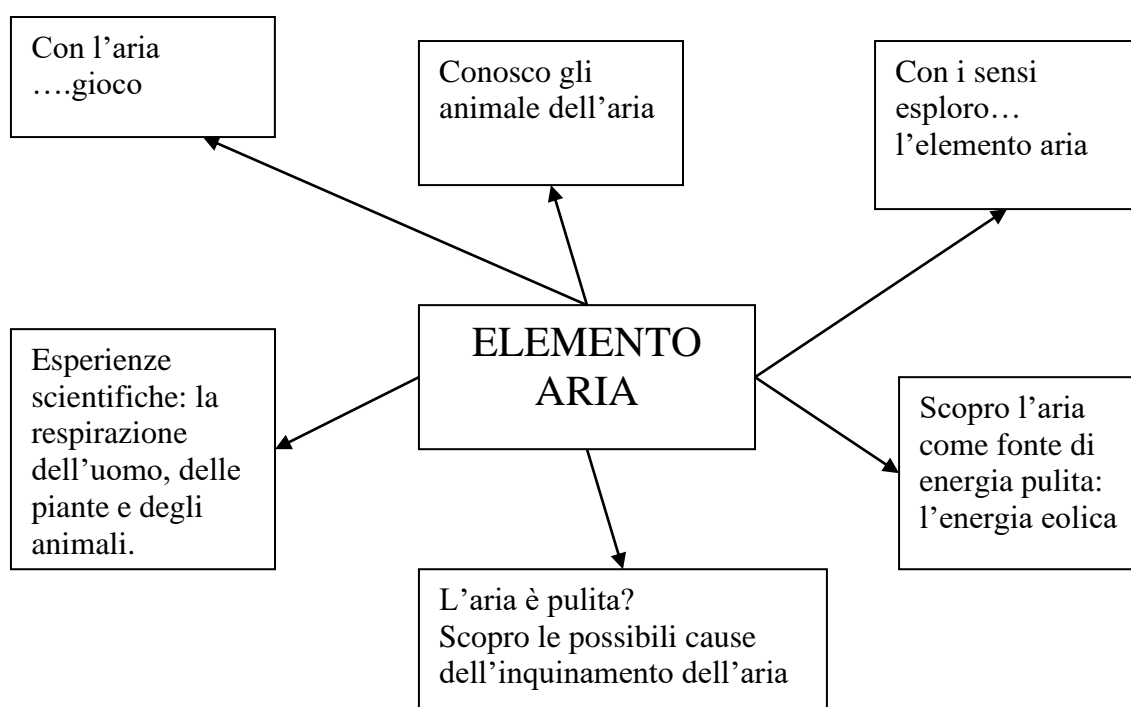 Con l’aria
….gioco
Conosco gli
animale dell’aria
Con i sensi
esploro…
l’elemento aria
ELEMENTO
ARIA
Esperienze
scientifiche: la
respirazione
dell’uomo, delle
piante e degli
animali.
Scopro l’aria
come fonte di
energia pulita:
l’energia eolica
L’aria è pulita?
Scopro le possibili cause
dell’inquinamento dell’aria